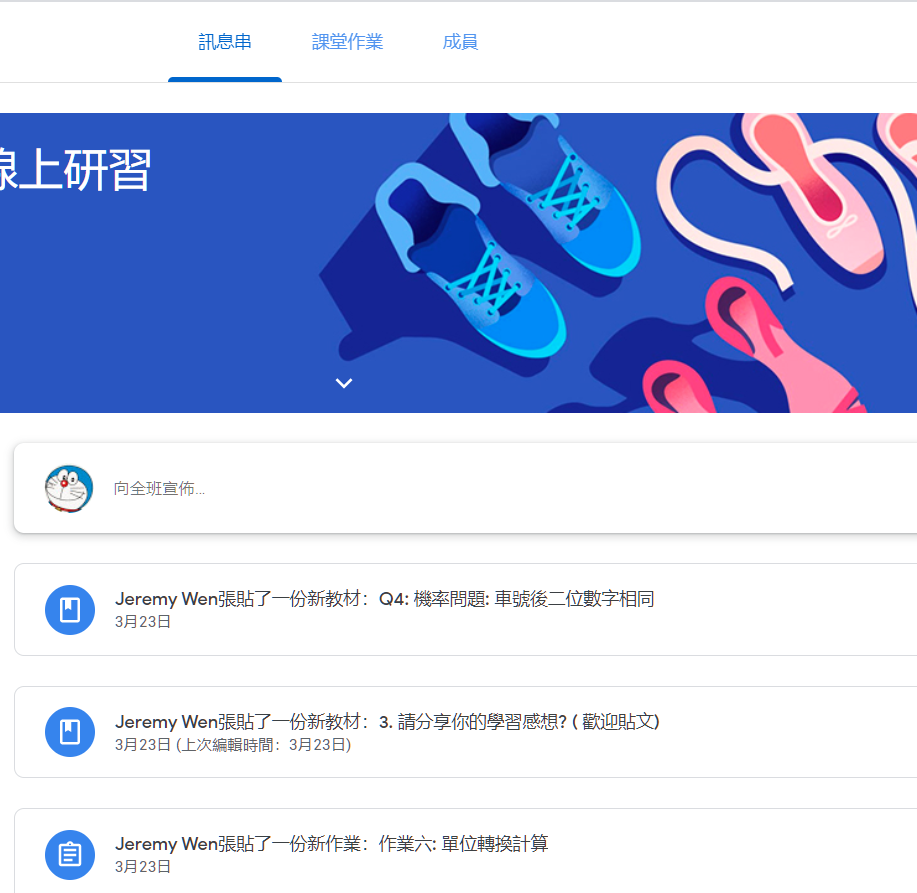 訊息串 課堂作業 成員
線上研習
向全班宣佈...
Jeremy Wen張貼了一份新教材：Q4: 機率問題: 車號後二位數字相同
3月23日
Jeremy Wen張貼了一份新教材：3. 請分享你的學習感想? ( 歡迎貼文)
3月23日 (上次編輯時間：3月23日)
Jeremy Wen張貼了一份新作業：作業六: 單位轉換計算
3月23日